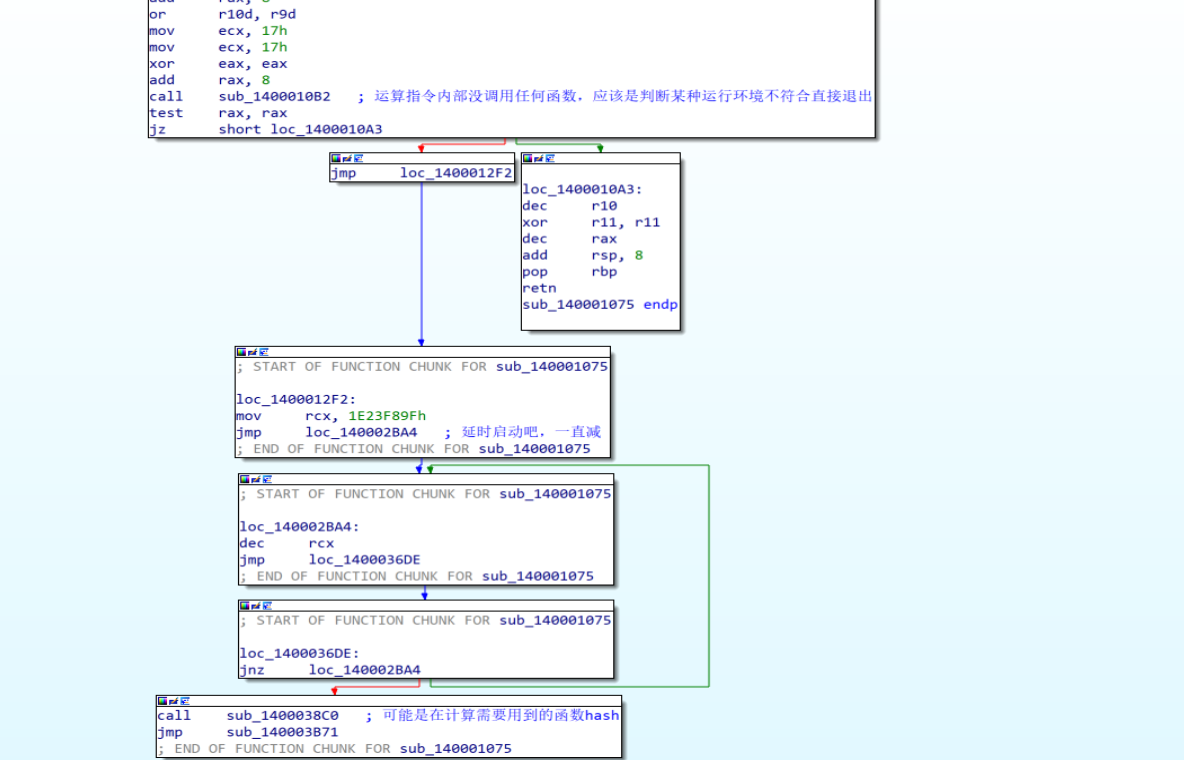 or r10d, r9d
mov ecx, 17h
mov ecx, 17h
xor eax, eax
add rax, 8
call sub_1400010B2 ; 运算指令内部没调用任何函数，应该是判断某种运行环境不符合直接退出
test rax, rax
jz short loc_1400010A3
jmp loc_1400012F2
loc_1400010A3:
dec r10
xor r11, r11
dec rax
add rsp, 8
pop rbp
retn
sub_140001075 endp
; START OF FUNCTION CHUNK FOR sub_140001075
loc_1400012F2:
mov rcx, 1E23F89Fh
jmp loc_140002BA4 ; 延时启动吧，一直减
; END OF FUNCTION CHUNK FOR sub_140001075
; START OF FUNCTION CHUNK FOR sub_140001075
loc_140002BA4:
dec rcx
jmp loc_1400036DE
; END OF FUNCTION CHUNK FOR sub_140001075
; START OF FUNCTION CHUNK FOR sub_140001075
loc_1400036DE:
jnz loc_140002BA4
call sub_1400038C0 ; 可能是在计算需要用到的函数hash
jmp sub_140003B71
; END OF FUNCTION CHUNK FOR sub_140001075